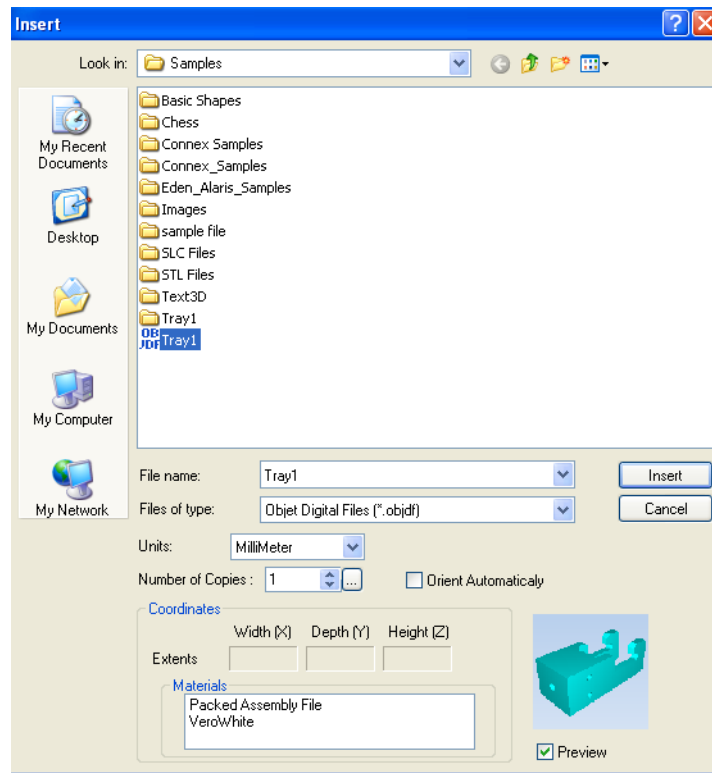 Insert
Look in: Samples
My Recent
Documents
Desktop
My Documents
My Computer
My Network
Basic Shapes
Chess
Connex Samples
Connex_Samples
Eden_Alaris_Samples
Images
sample file
SLC Files
STL Files
Text3D
Tray1
OB
JDF Tray1
File name: Tray1 Insert
Files of type: Objet Digital Files (*.objdf) Cancel
Units: MilliMeter
Number of Copies : 1 ... Orient Automaticaly
Coordinates
Width (X) Depth (Y) Height (Z)
Extents
Materials
Packed Assembly File
VeroWhite
Preview